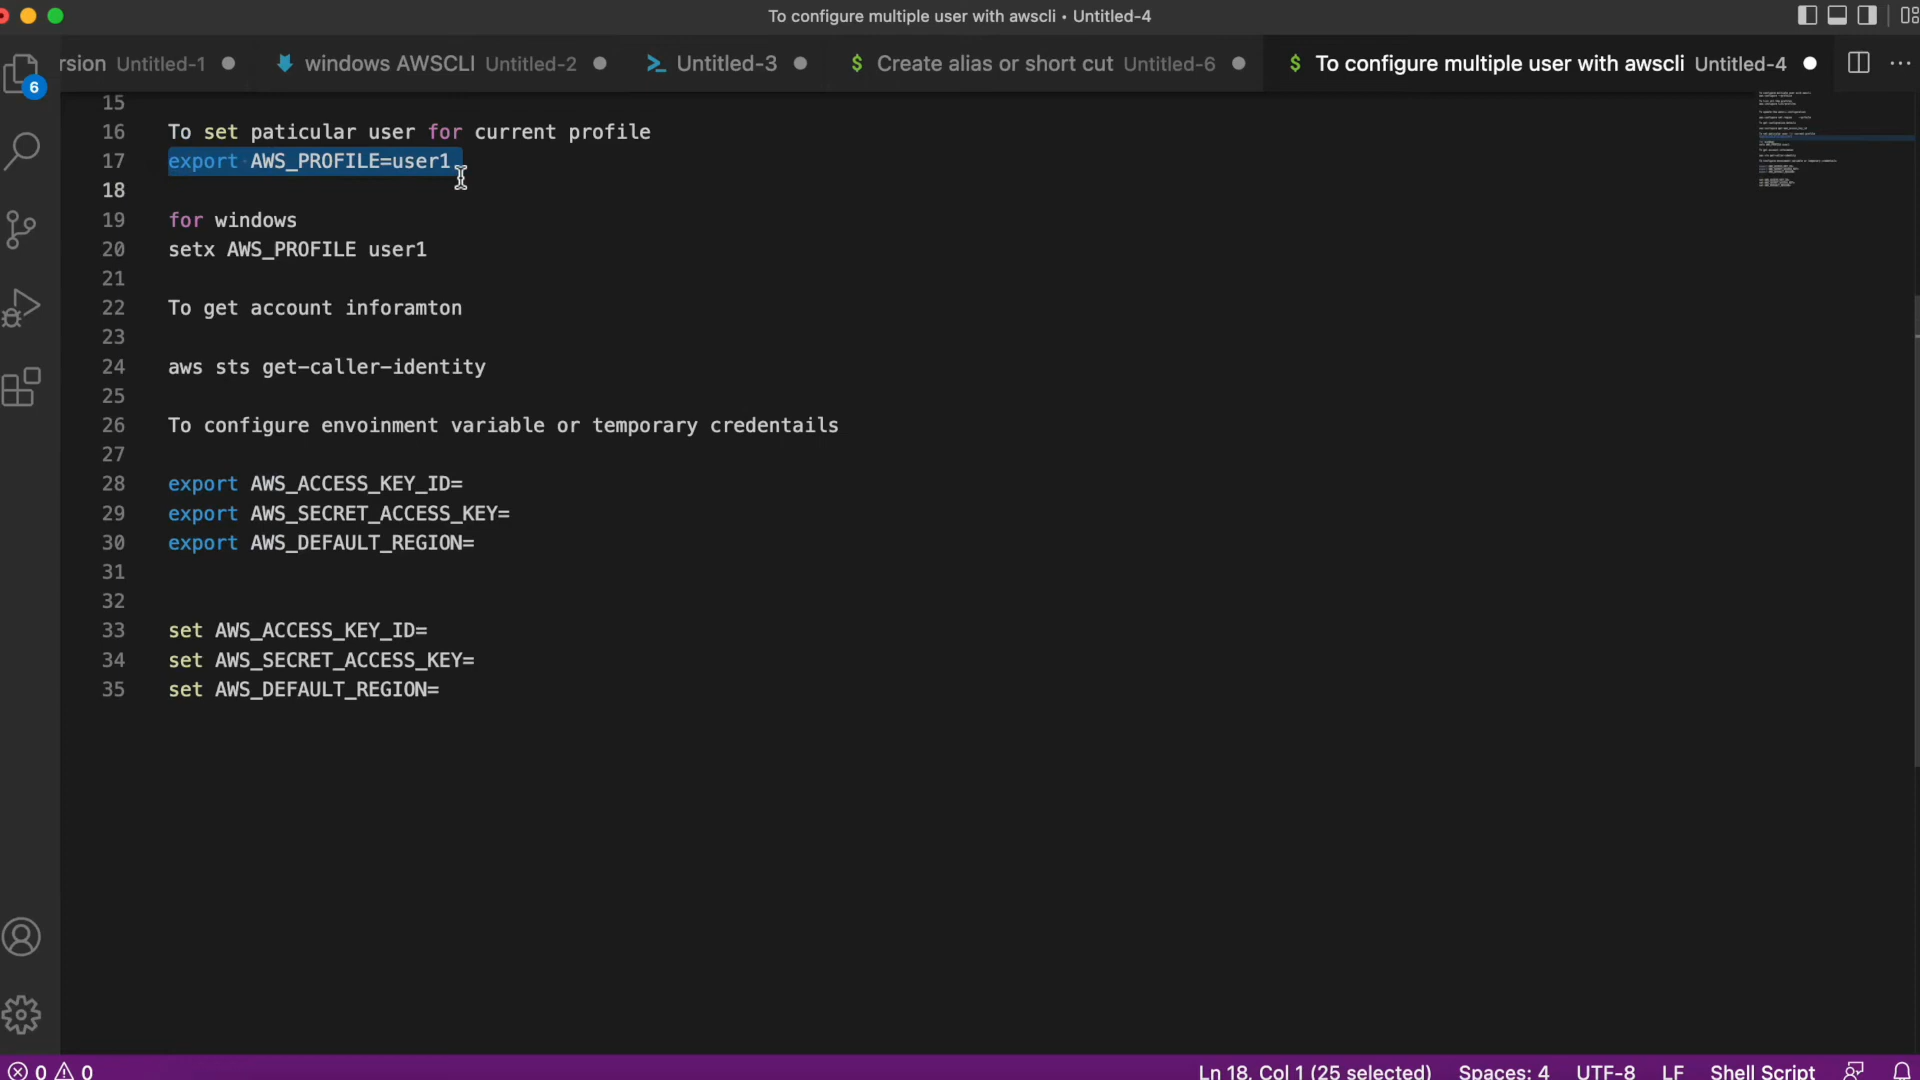 To configure multiple user with awscli • Untitled-4
rsion Untitled-1
windows AWSCLI Untitled-2
Untitled-3
$ Create alias or short cut Untitled-6
$ To configure multiple user with awscli Untitled-4
6
15
16 To set paticular user for current profile
17 export AWS_PROFILE=user1
18
19 for windows
20 setx AWS_PROFILE user1
21
22 To get account inforamton
23
24 aws sts get-caller-identity
25
26 To configure envoinment variable or temporary credentails
27
28 export AWS_ACCESS_KEY_ID=
29 export AWS_SECRET_ACCESS_KEY=
30 export AWS_DEFAULT_REGION=
31
32
33 set AWS_ACCESS_KEY_ID=
34 set AWS_SECRET_ACCESS_KEY=
35 set AWS_DEFAULT_REGION=
0 0 Ln 18, Col 1 (25 selected) Spaces: 4 UTF-8 LF Shell Script